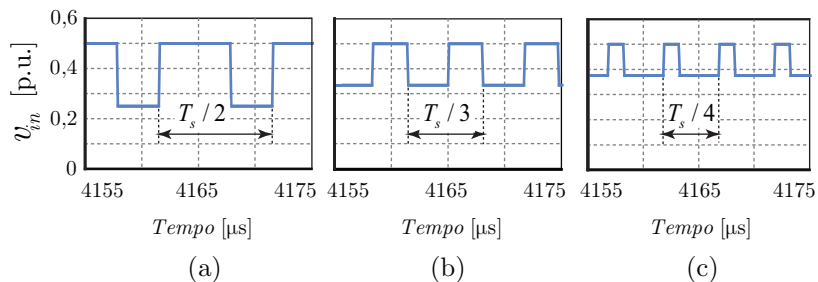 0,6
0,4
0,2
0
v_in [p.u.]
T_s / 2
T_s / 3
T_s / 4
4155 4165 4175
4155 4165 4175
4155 4165 4175
Tempo [µs]
Tempo [µs]
Tempo [µs]
(a)
(b)
(c)